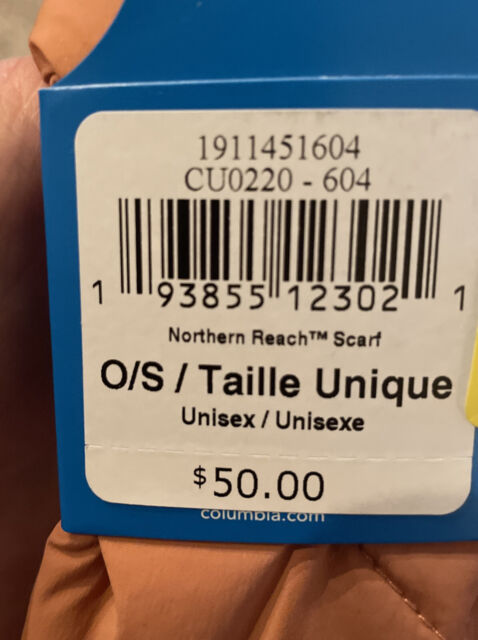 1911451604
CU0220 - 604
1 93855 12302 1
Northern Reach™ Scarf
O/S / Taille Unique
Unisex / Unisexe
$50.00
columbia.com